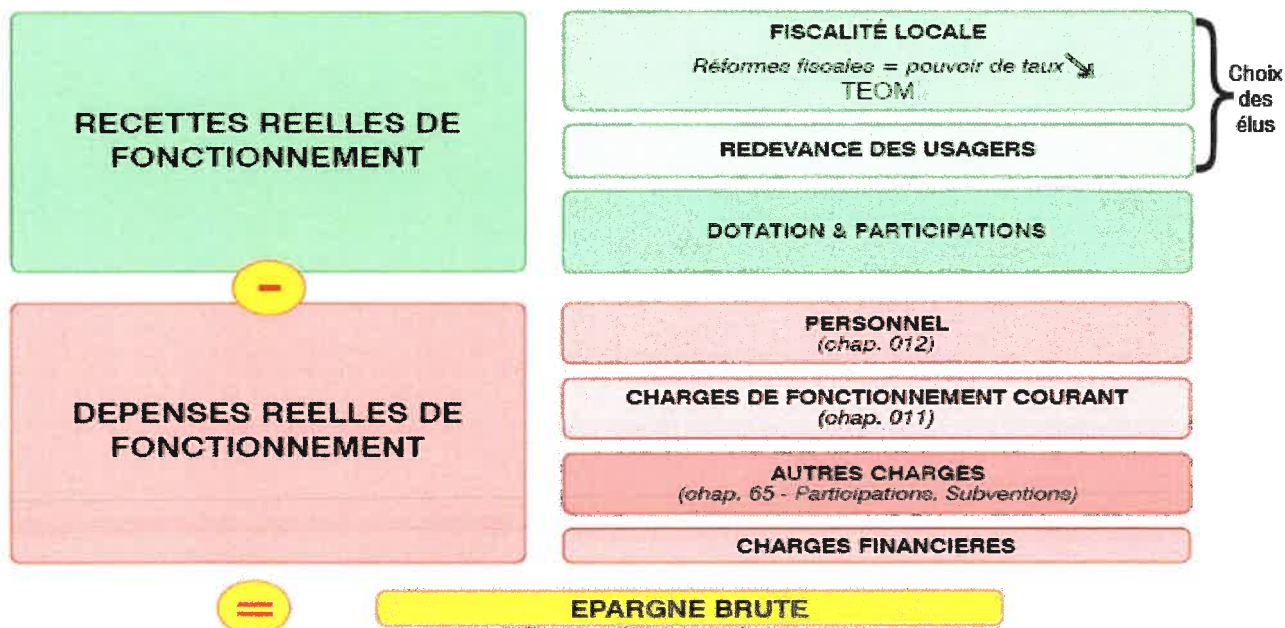 RECETTES REELLES DE
FONCTIONNEMENT
FISCALITÉ LOCALE
Réformes fiscales = pouvoir de taux
TEOM
REDEVANCE DES USAGERS
Choix
des
élus
DOTATION & PARTICIPATIONS
-
DEPENSES REELLES DE
FONCTIONNEMENT
PERSONNEL
(chap. 012)
CHARGES DE FONCTIONNEMENT COURANT
(chap. 011)
AUTRES CHARGES
(chap. 65 - Participations, Subventions)
CHARGES FINANCIERES
=
EPARGNE BRUTE